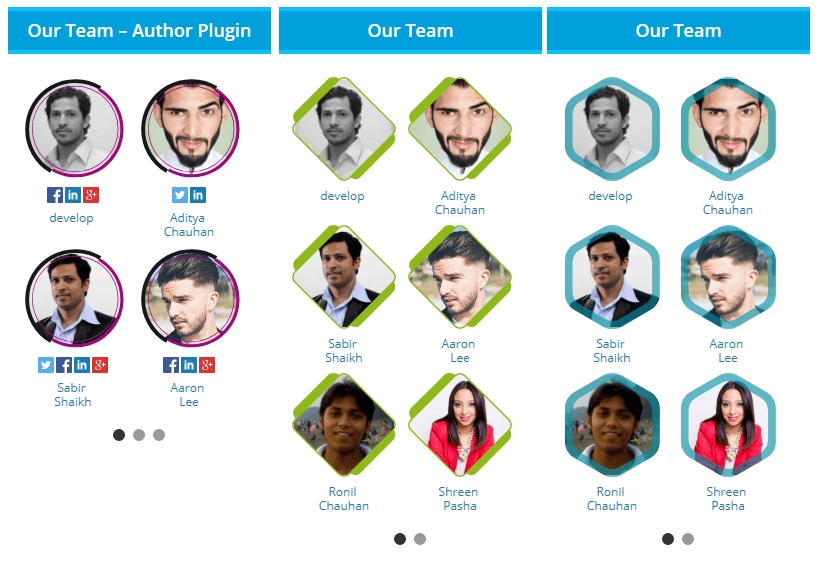 Our Team – Author Plugin
f in g+
develop
in
Aditya
Chauhan
f in g+
Sabir
Shaikh
f in g+
Aaron
Lee
Our Team
develop
Aditya
Chauhan
Sabir
Shaikh
Aaron
Lee
Ronil
Chauhan
Shreen
Pasha
Our Team
develop
Aditya
Chauhan
Sabir
Shaikh
Aaron
Lee
Ronil
Chauhan
Shreen
Pasha